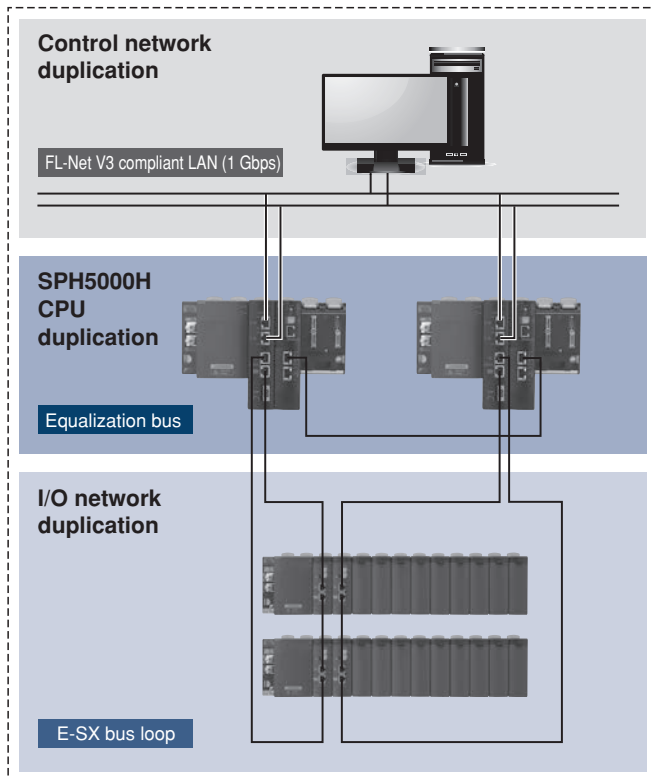 Control network
duplication
FL-Net V3 compliant LAN (1 Gbps)
SPH5000H
CPU
duplication
Equalization bus
I/O network
duplication
E-SX bus loop